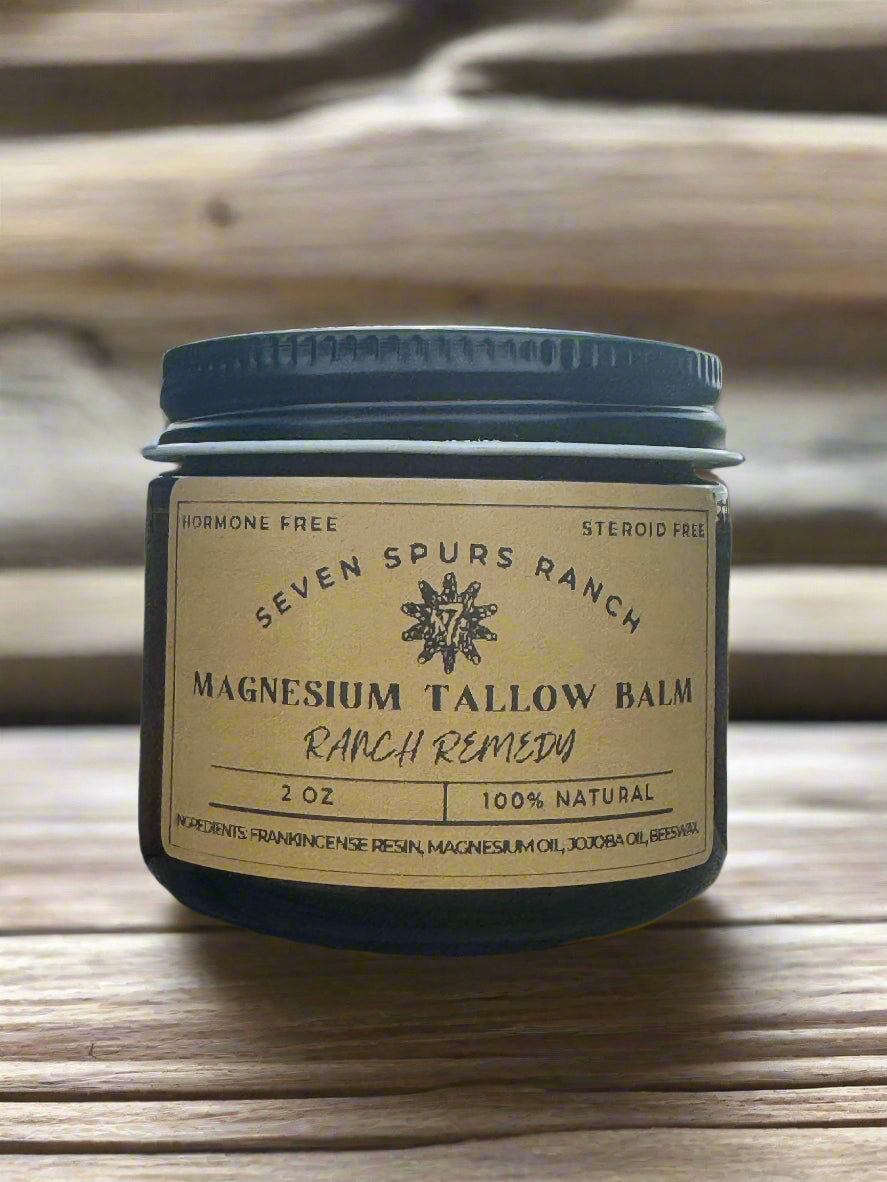 HORMONE FREE
STEROID FREE
SEVEN SPURS RANCH
7
MAGNESIUM TALLOW BALM
RANCH REMEDY
2 OZ
100% NATURAL
INGREDIENTS: FRANKINCENSE RESIN, MAGNESIUM OIL, JOJOBA OIL, BEESWAX